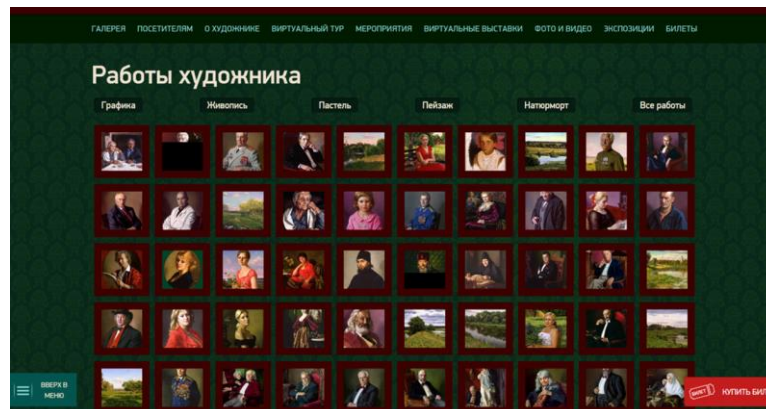 ГАЛЕРЕЯ ПОСЕТИТЕЛЯМ О ХУДОЖНИКЕ ВИРТУАЛЬНЫЙ ТУР МЕРОПРИЯТИЯ ВИРТУАЛЬНЫЕ ВЫСТАВКИ ФОТО И ВИДЕО ЭКСПОЗИЦИИ БИЛЕТЫ
Работы художника
Графика Живопись Пастель Пейзаж Натюрморт Все работы
ВВЕРХ В
МЕНЮ
БИЛЕТ КУПИТЬ БИЛ